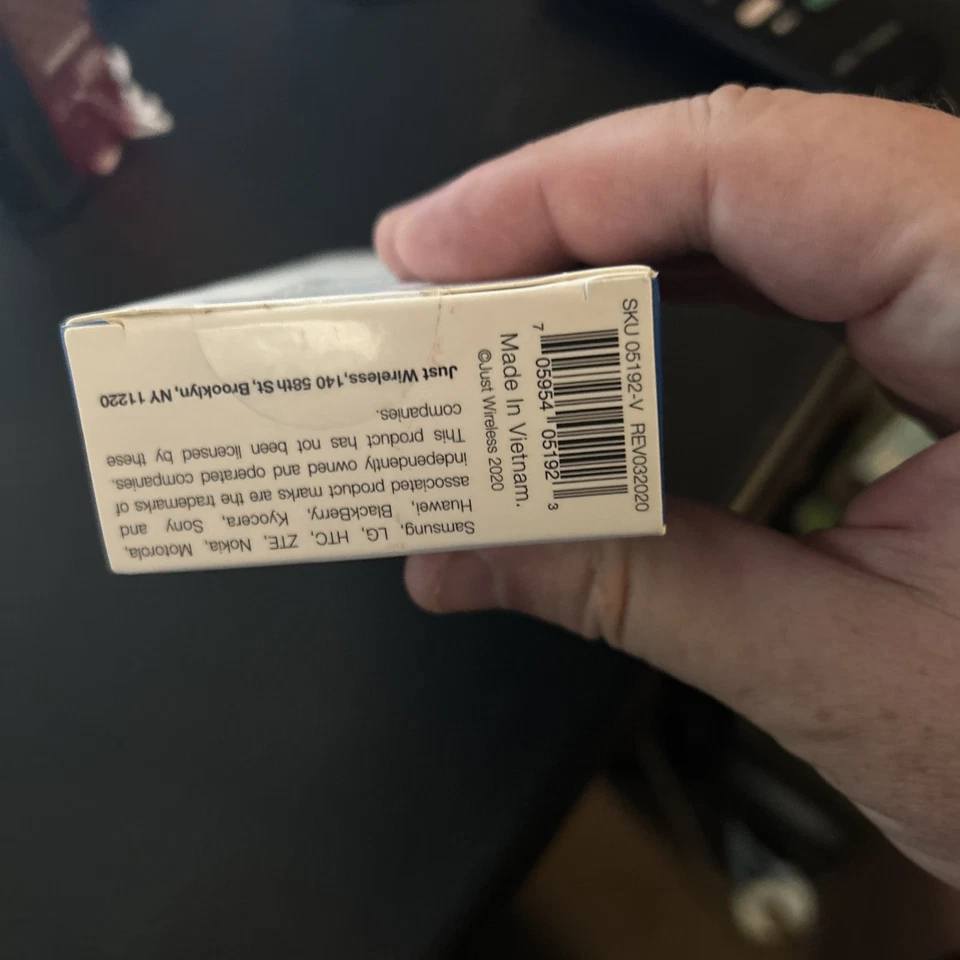 Samsung, LG, HTC, ZTE, Nokia, Motorola,
Huawei, BlackBerry, Kyocera, Sony and
associated product marks are the trademarks of
independently owned and operated companies.
This product has not been licensed by these
companies.
Just Wireless,140 58th St, Brooklyn, NY 11220
SKU 05192-V REV032020
7 05954 05192 3
Made In Vietnam.
©Just Wireless 2020